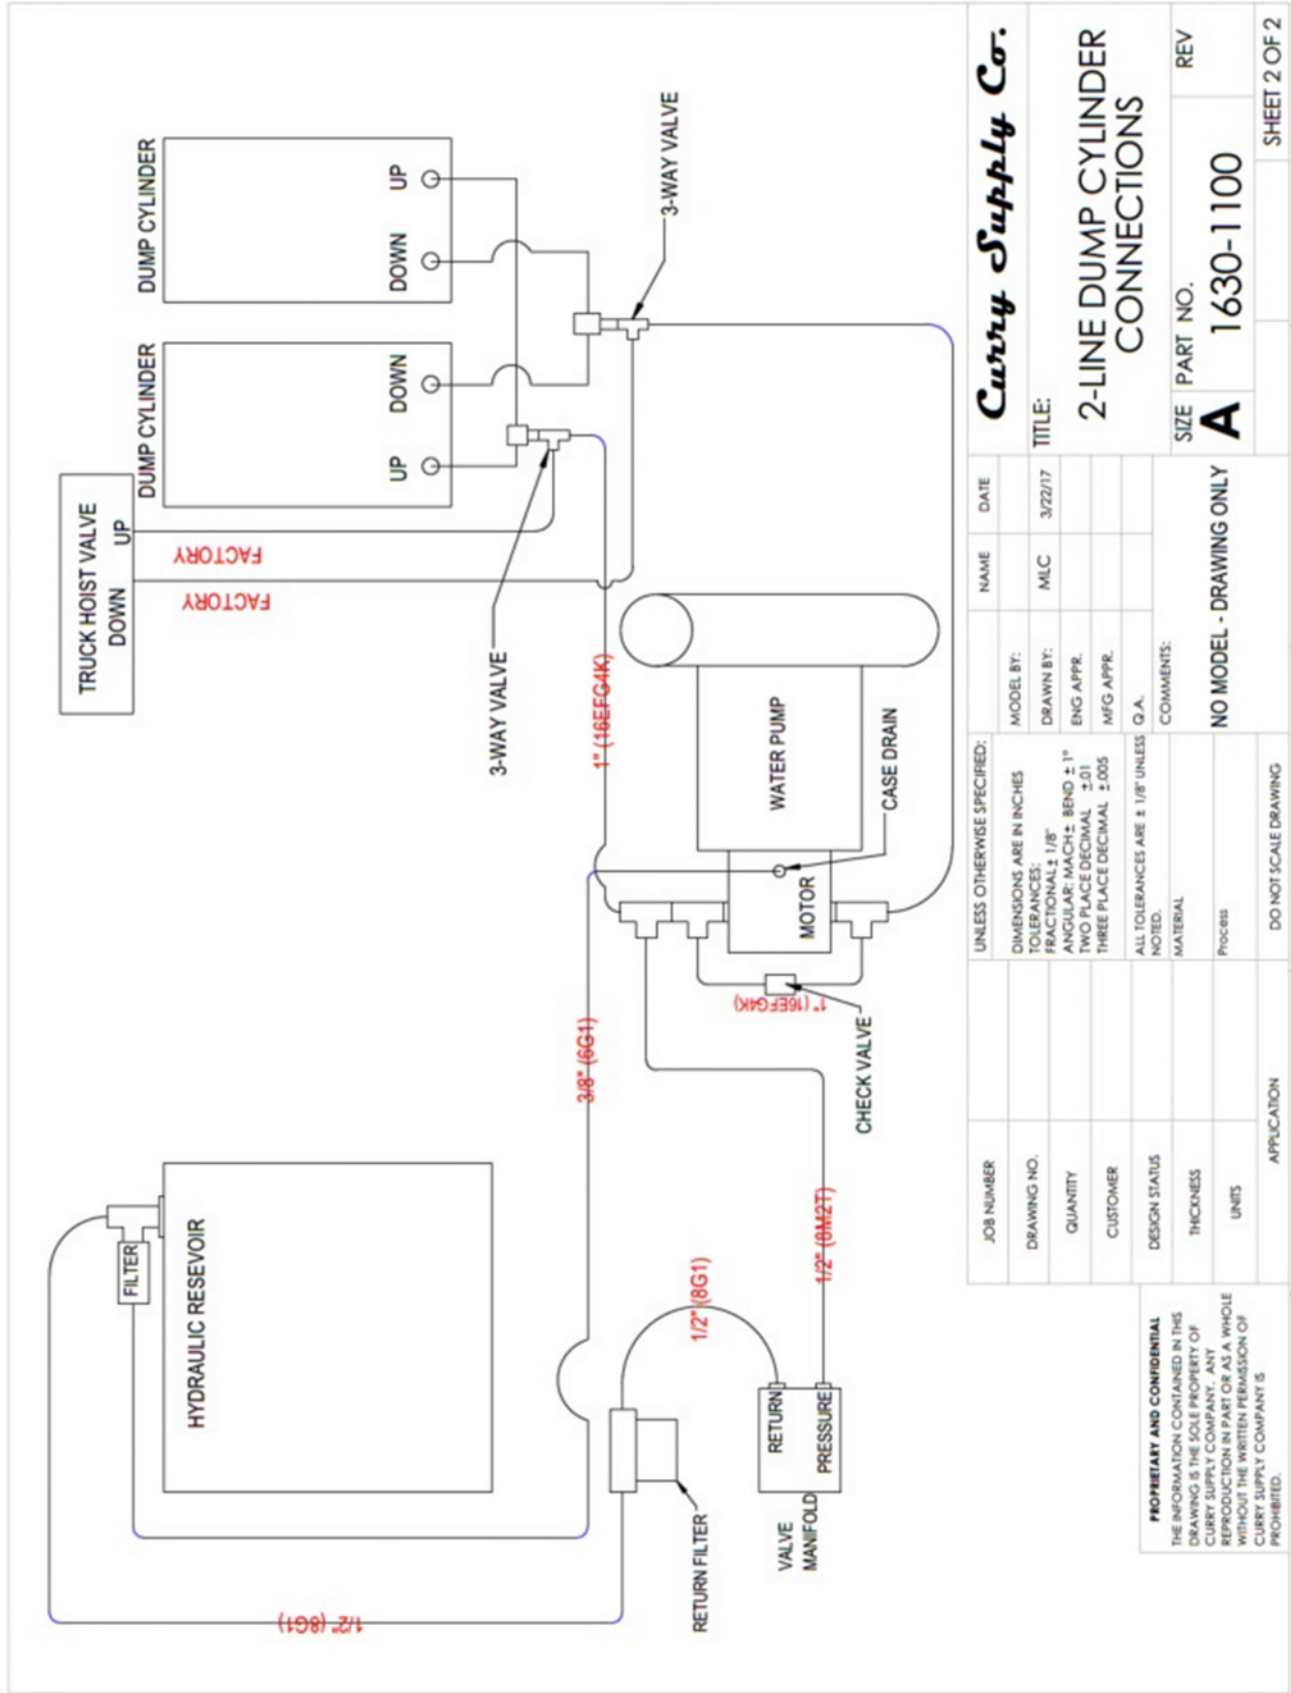 TRUCK HOIST VALVE
DOWN
UP
FACTORY
FACTORY
DUMP CYLINDER
UP
DOWN
DUMP CYLINDER
DOWN
UP
3-WAY VALVE
3-WAY VALVE
1" (16EFG4K)
WATER PUMP
MOTOR
CASE DRAIN
1" (16EFG4K)
CHECK VALVE
3/8" (6G1)
FILTER
HYDRAULIC RESEVOIR
1/2" (8G1)
1/2" (8G1)
1/2" (8M2T)
RETURN FILTER
VALVE
MANIFOLD
RETURN
PRESSURE
PROPRIETARY AND CONFIDENTIAL
THE INFORMATION CONTAINED IN THIS
DRAWING IS THE SOLE PROPERTY OF
CURRY SUPPLY COMPANY. ANY
REPRODUCTION IN PART OR AS A WHOLE
WITHOUT THE WRITTEN PERMISSION OF
CURRY SUPPLY COMPANY IS
PROHIBITED.
JOB NUMBER
DRAWING NO.
QUANTITY
CUSTOMER
DESIGN STATUS
THICKNESS
UNITS
APPLICATION
UNLESS OTHERWISE SPECIFIED:
DIMENSIONS ARE IN INCHES
TOLERANCES:
FRACTIONAL± 1/8"
ANGULAR: MACH± BEND ± 1°
TWO PLACE DECIMAL ±.01
THREE PLACE DECIMAL ±.005
ALL TOLERANCES ARE ± 1/8" UNLESS
NOTED.
MATERIAL
Process
DO NOT SCALE DRAWING
NAME
DATE
MODEL BY:
DRAWN BY:
MLC
3/22/17
ENG APPR.
MFG APPR.
Q.A.
COMMENTS:
NO MODEL - DRAWING ONLY
Curry Supply Co.
TITLE:
2-LINE DUMP CYLINDER
CONNECTIONS
SIZE
A
PART NO.
1630-1100
REV
SHEET 2 OF 2